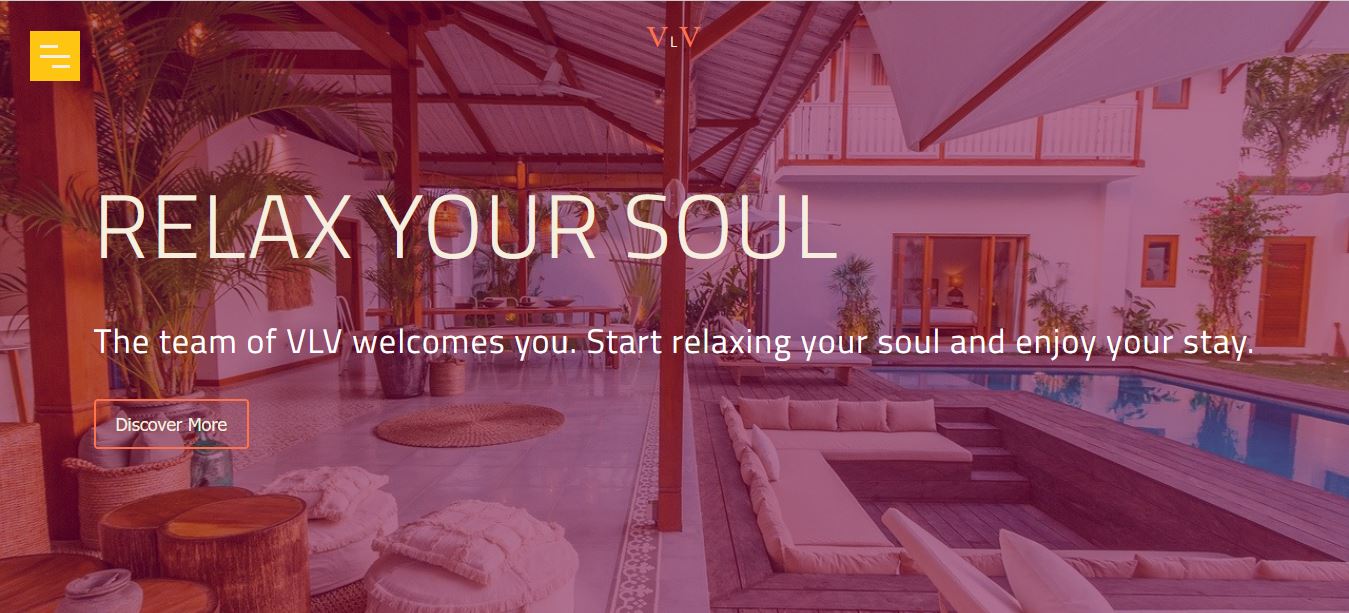 VLV
RELAX YOUR SOUL
The team of VLV welcomes you. Start relaxing your soul and enjoy your stay.
Discover More